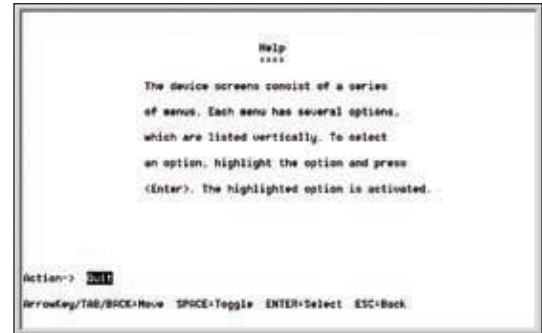 Help
====
The device screens consist of a series
of menus. Each menu has several options,
which are listed vertically. To select
an option, highlight the option and press
<Enter>. The highlighted option is activated.
Action-> Quit
ArrowKey/TAB/BACK=Move SPACE=Toggle ENTER=Select ESC=Back